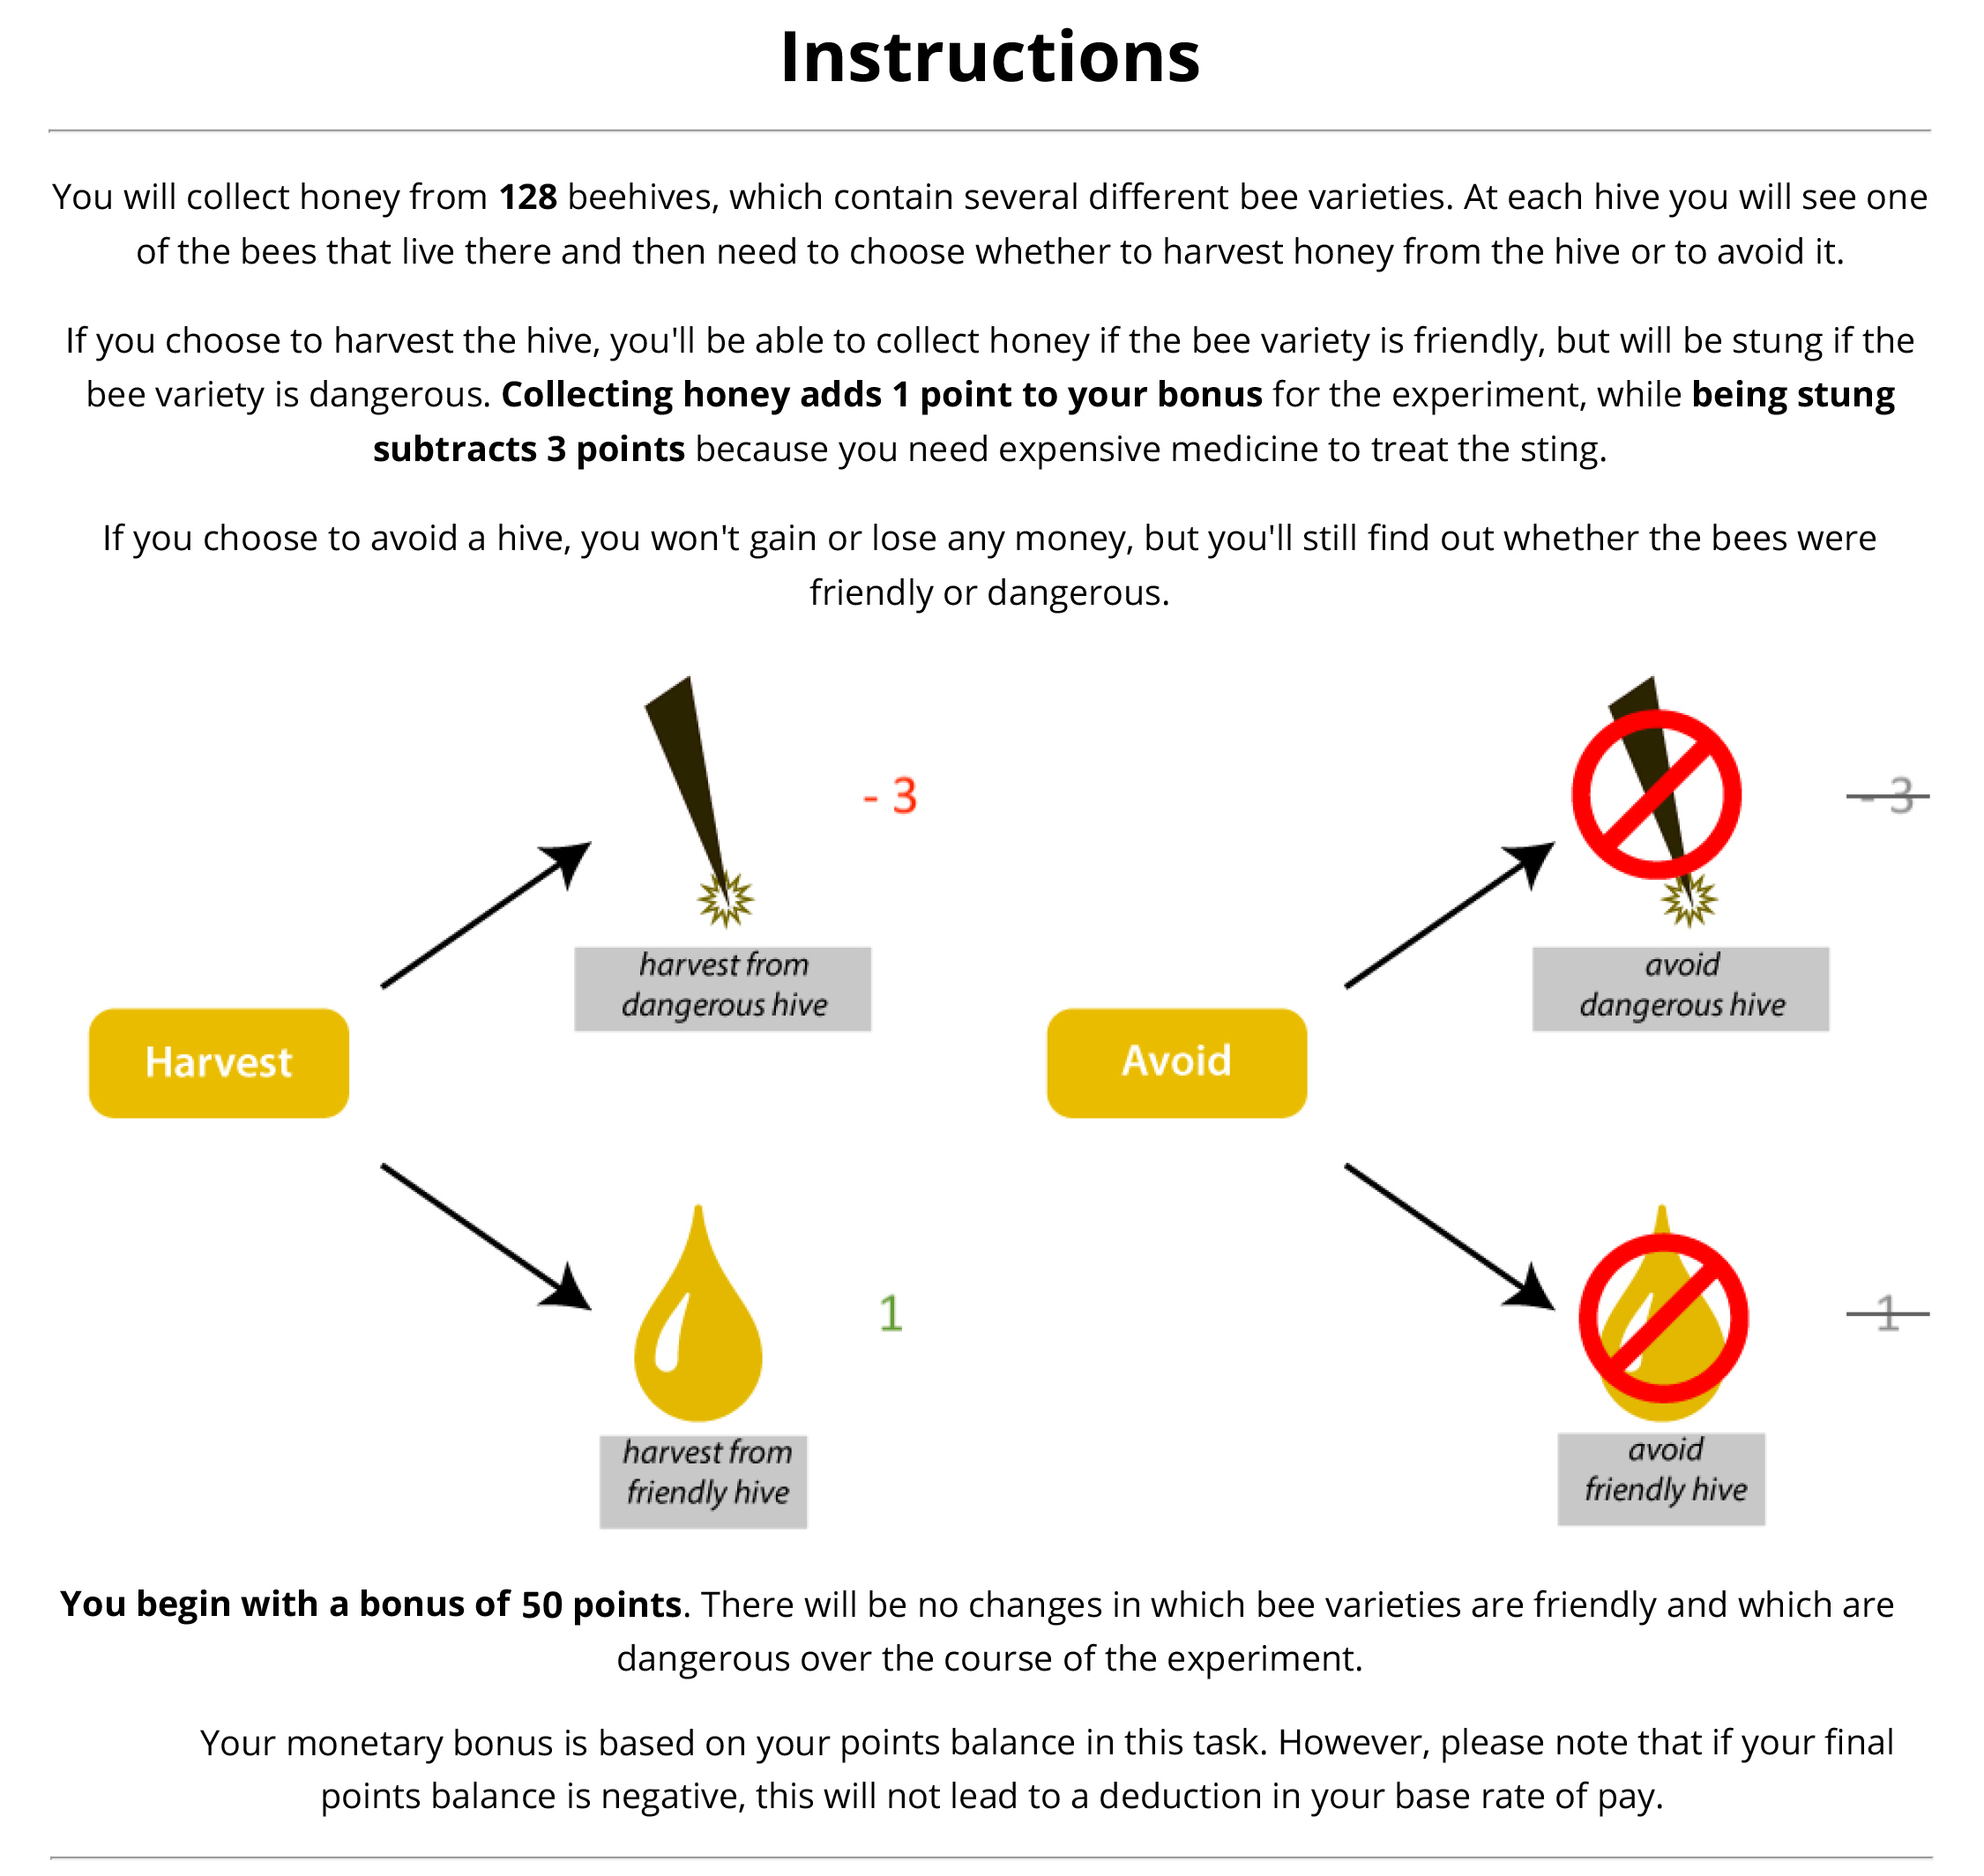 Instructions
You will collect honey from 128 beehives, which contain several different bee varieties. At each hive you will see one
of the bees that live there and then need to choose whether to harvest honey from the hive or to avoid it.
If you choose to harvest the hive, you'll be able to collect honey if the bee variety is friendly, but will be stung if the
bee variety is dangerous. Collecting honey adds 1 point to your bonus for the experiment, while being stung
subtracts 3 points because you need expensive medicine to treat the sting.
If you choose to avoid a hive, you won't gain or lose any money, but you'll still find out whether the bees were
friendly or dangerous.
- 3
harvest from
dangerous hive
Harvest
1
harvest from
friendly hive
- 3
avoid
dangerous hive
Avoid
1
avoid
friendly hive
You begin with a bonus of 50 points. There will be no changes in which bee varieties are friendly and which are
dangerous over the course of the experiment.
Your monetary bonus is based on your points balance in this task. However, please note that if your final
points balance is negative, this will not lead to a deduction in your base rate of pay.